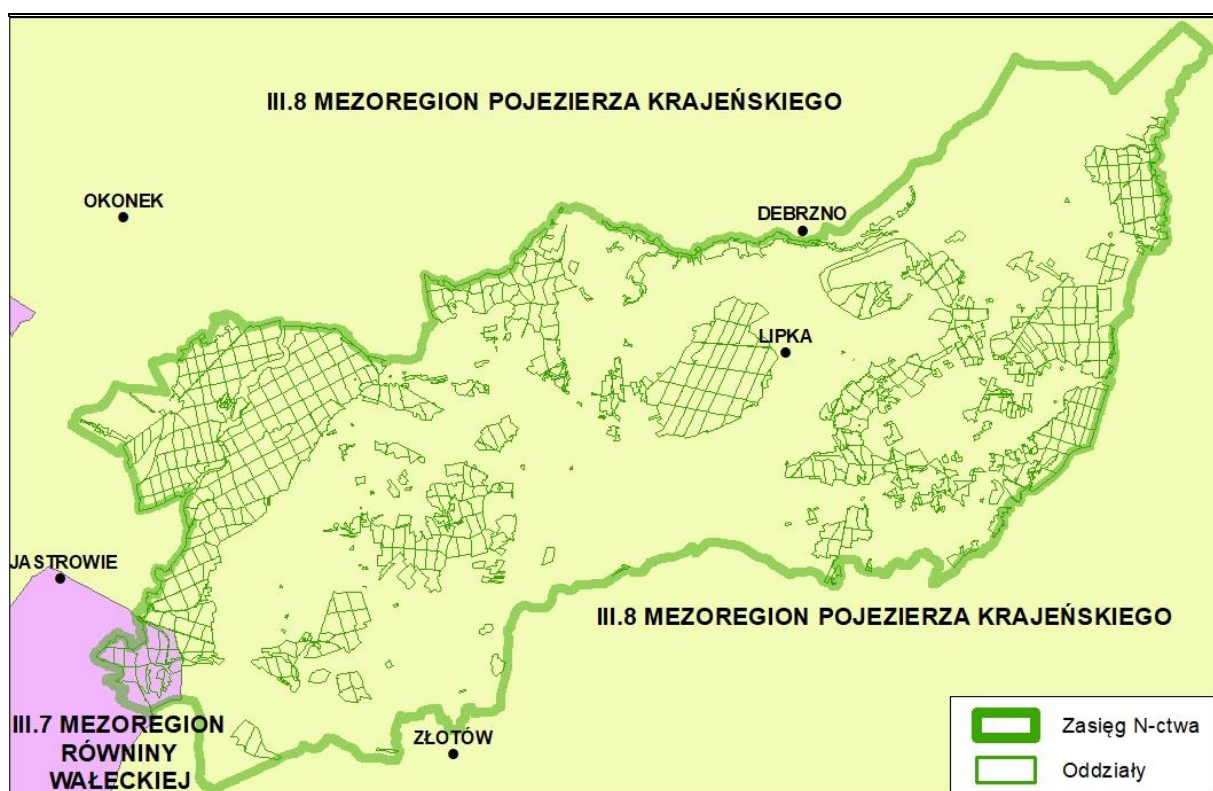 III.8 MEZOREGION POJEZIERZA KRAJEŃSKIEGO
OKONEK
DEBRZNO
LIPKA
JASTROWIE
III.8 MEZOREGION POJEZIERZA KRAJEŃSKIEGO
III.7 MEZOREGION
RÓWNINY
WAŁECKIEJ
ZŁOTÓW
Zasięg N-ctwa
Oddziały